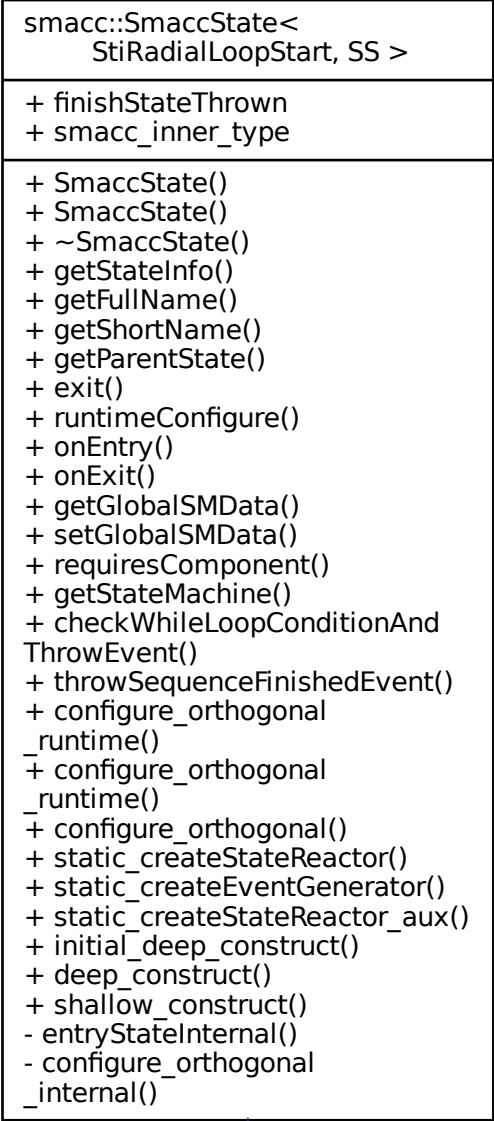 smacc::SmaccState<
StiRadialLoopStart, SS >
+ finishStateThrown
+ smacc_inner_type
+ SmaccState()
+ SmaccState()
+ ~SmaccState()
+ getStateInfo()
+ getFullName()
+ getShortName()
+ getParentState()
+ exit()
+ runtimeConfigure()
+ onEntry()
+ onExit()
+ getGlobalSMData()
+ setGlobalSMData()
+ requiresComponent()
+ getStateMachine()
+ checkWhileLoopConditionAnd
ThrowEvent()
+ throwSequenceFinishedEvent()
+ configure_orthogonal
_runtime()
+ configure_orthogonal
_runtime()
+ configure_orthogonal()
+ static_createStateReactor()
+ static_createEventGenerator()
+ static_createStateReactor_aux()
+ initial_deep_construct()
+ deep_construct()
+ shallow_construct()
- entryStateInternal()
- configure_orthogonal
_internal()